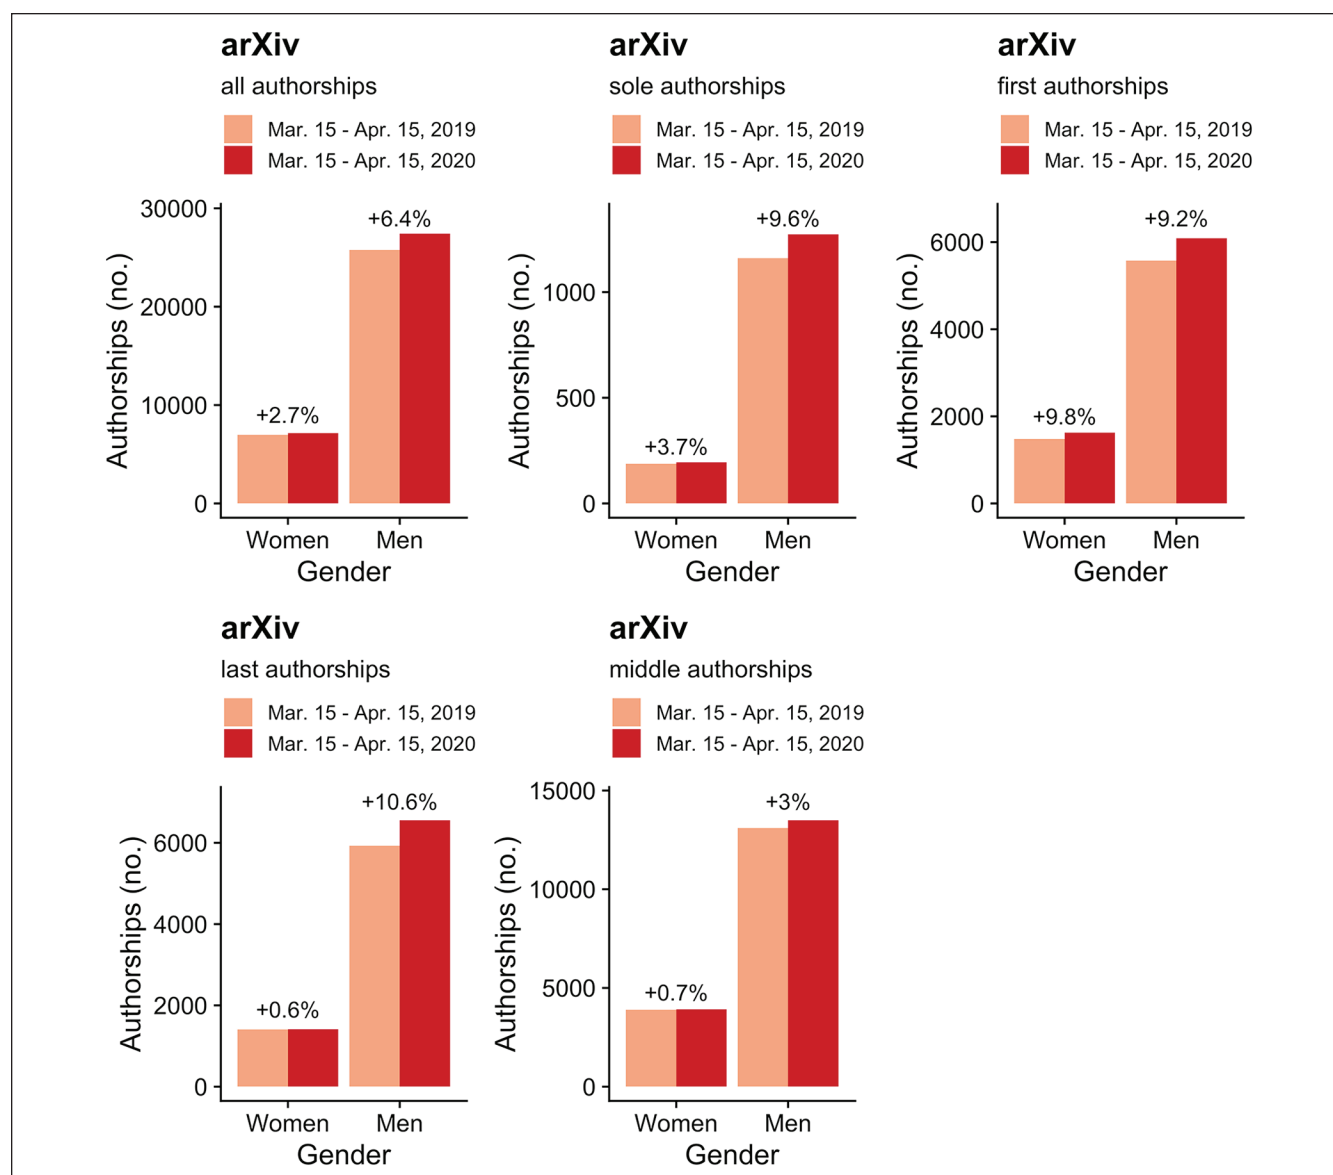 arXiv
all authorships
Mar. 15 - Apr. 15, 2019
Mar. 15 - Apr. 15, 2020
Authorships (no.)
30000
20000
10000
0
+2.7%
+6.4%
Women
Men
Gender
arXiv
sole authorships
Mar. 15 - Apr. 15, 2019
Mar. 15 - Apr. 15, 2020
Authorships (no.)
1000
500
0
+3.7%
+9.6%
Women
Men
Gender
arXiv
first authorships
Mar. 15 - Apr. 15, 2019
Mar. 15 - Apr. 15, 2020
Authorships (no.)
6000
4000
2000
0
+9.8%
+9.2%
Women
Men
Gender
arXiv
last authorships
Mar. 15 - Apr. 15, 2019
Mar. 15 - Apr. 15, 2020
Authorships (no.)
6000
4000
2000
0
+0.6%
+10.6%
Women
Men
Gender
arXiv
middle authorships
Mar. 15 - Apr. 15, 2019
Mar. 15 - Apr. 15, 2020
Authorships (no.)
15000
10000
5000
0
+0.7%
+3%
Women
Men
Gender